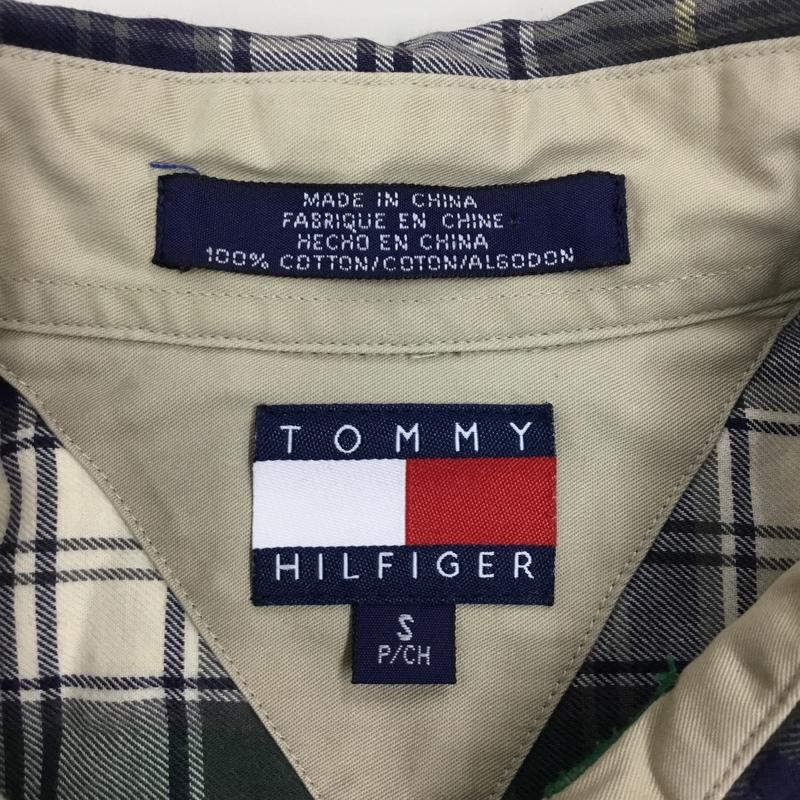 MADE IN CHINA
FABRIQUE EN CHINE
HECHO EN CHINA
100% COTTON/COTON/ALGODON
TOMMY
HILFIGER
S
P/CH